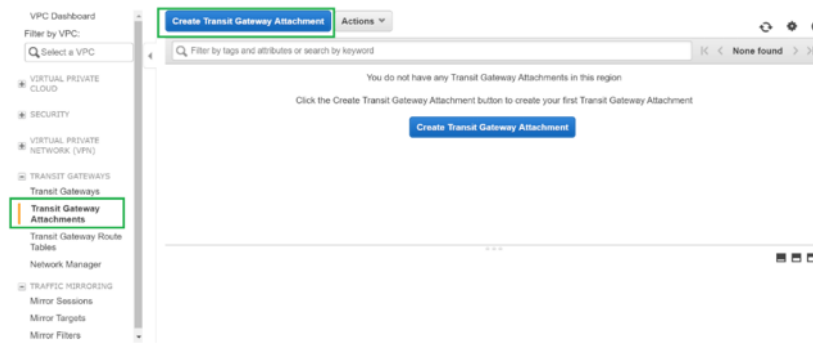 VPC Dashboard
Filter by VPC:
Select a VPC
VIRTUAL PRIVATE
CLOUD
SECURITY
VIRTUAL PRIVATE
NETWORK (VPN)
TRANSIT GATEWAYS
Transit Gateways
Transit Gateway
Attachments
Transit Gateway Route
Tables
Network Manager
TRAFFIC MIRRORING
Mirror Sessions
Mirror Targets
Mirror Filters
Create Transit Gateway Attachment Actions
Filter by tags and attributes or search by keyword None found
You do not have any Transit Gateway Attachments in this region
Click the Create Transit Gateway Attachment button to create your first Transit Gateway Attachment
Create Transit Gateway Attachment